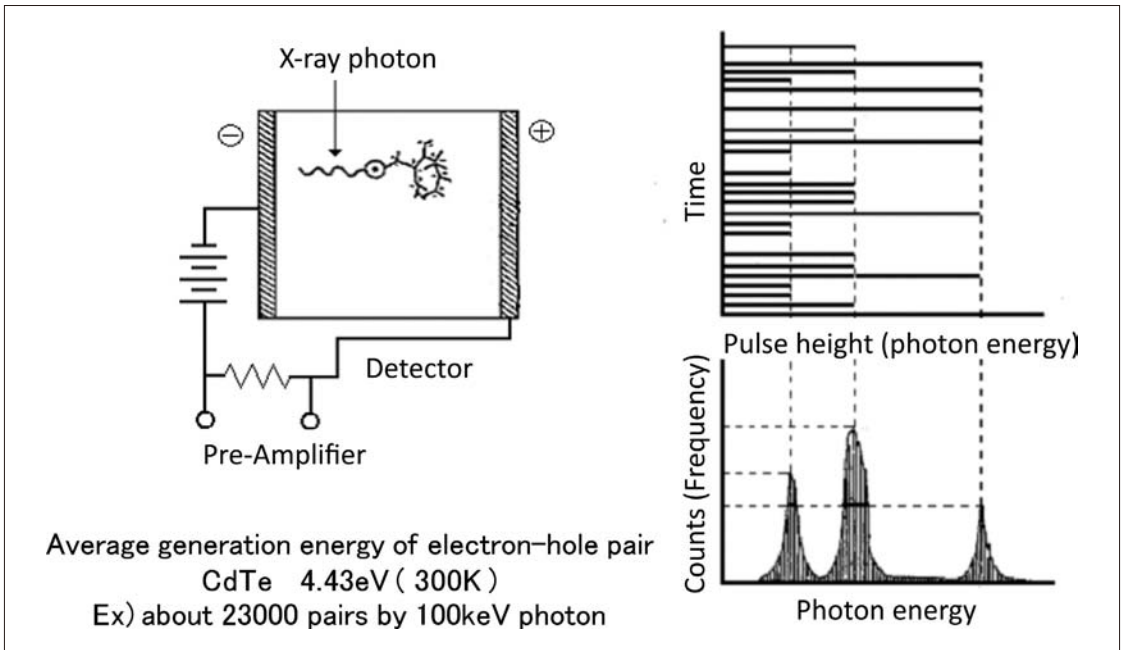 X-ray photon
⊖
⊕
Detector
Pre-Amplifier
Average generation energy of electron-hole pair
CdTe 4.43eV ( 300K )
Ex) about 23000 pairs by 100keV photon
Time
Pulse height (photon energy)
Counts (Frequency)
Photon energy